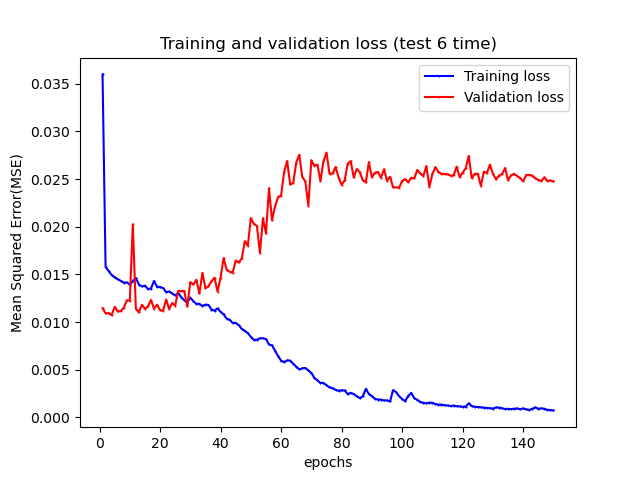 Training and validation loss (test 6 time)
Training loss
Validation loss
Mean Squared Error(MSE)
0.035
0.030
0.025
0.020
0.015
0.010
0.005
0.000
0 20 40 60 80 100 120 140
epochs